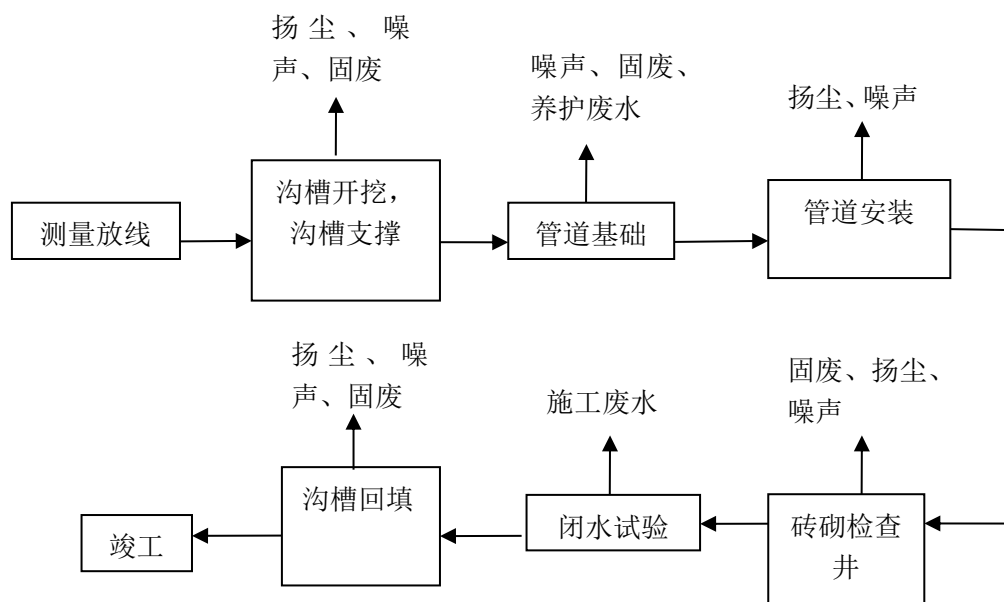 扬尘、噪
声、固废
噪声、固废、
养护废水
扬尘、噪声
测量放线
沟槽开挖，
沟槽支撑
管道基础
管道安装
扬尘、噪
声、固废
施工废水
固废、扬尘、
噪声
竣工
沟槽回填
闭水试验
砖砌检查
井